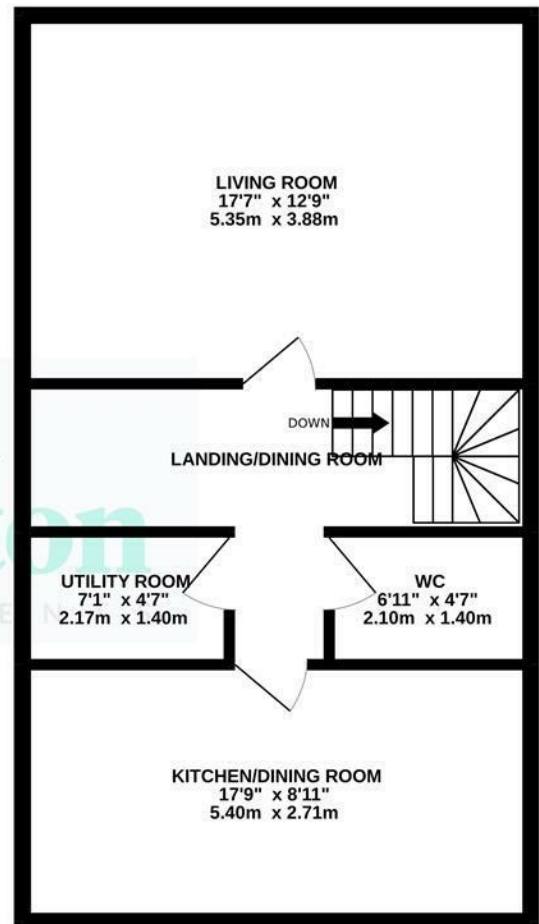 LIVING ROOM
17'7" x 12'9"
5.35m x 3.88m
DOWN
LANDING/DINING ROOM
UTILITY ROOM
7'1" x 4'7"
2.17m x 1.40m
WC
6'11" x 4'7"
2.10m x 1.40m
KITCHEN/DINING ROOM
17'9" x 8'11"
5.40m x 2.71m